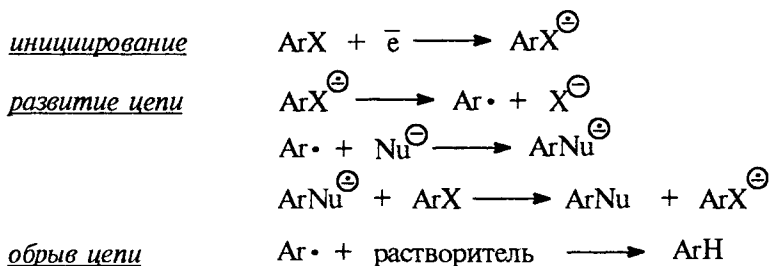 инициирование ArX + e̅ ⟶ ArX⊖̇
развитие цепи ArX⊖̇ ⟶ Ar• + X⊖
Ar• + Nu⊖ ⟶ ArNu⊖̇
ArNu⊖̇ + ArX ⟶ ArNu + ArX⊖̇
обрыв цепи Ar• + растворитель ⟶ ArH